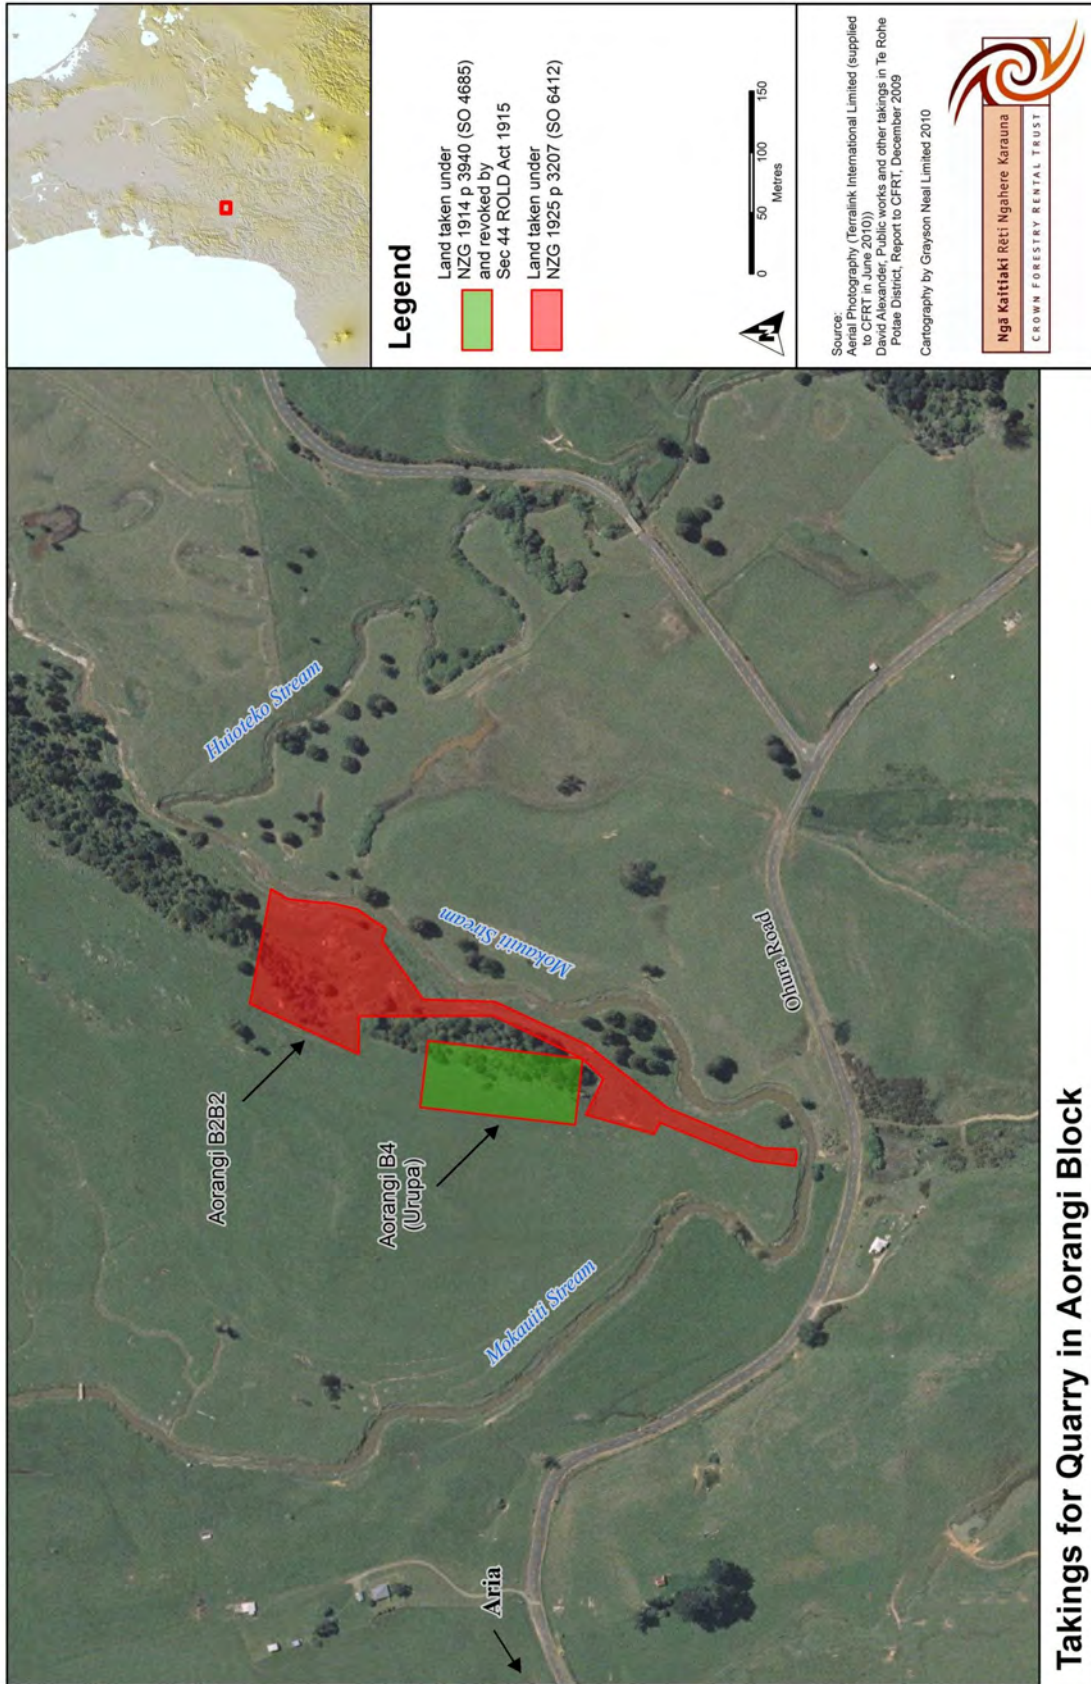 Huioteko Stream
Mokauiti Stream
Aorangi B2B2
Aorangi B4
(Urupa)
Mokauiti Stream
Ohura Road
Aria
Legend
Land taken under
NZG 1914 p 3940 (SO 4685)
and revoked by
Sec 44 ROLD Act 1915
Land taken under
NZG 1925 p 3207 (SO 6412)
N
0 50 100 150
Metres
Source:
Aerial Photography (Terralink International Limited (supplied
to CFRT in June 2010))
David Alexander, Public works and other takings in Te Rohe
Potae District, Report to CFRT, December 2009
Cartography by Grayson Neal Limited 2010
Ngā Kaitiaki Rēti Ngahere Karauna
CROWN FORESTRY RENTAL TRUST
Takings for Quarry in Aorangi Block